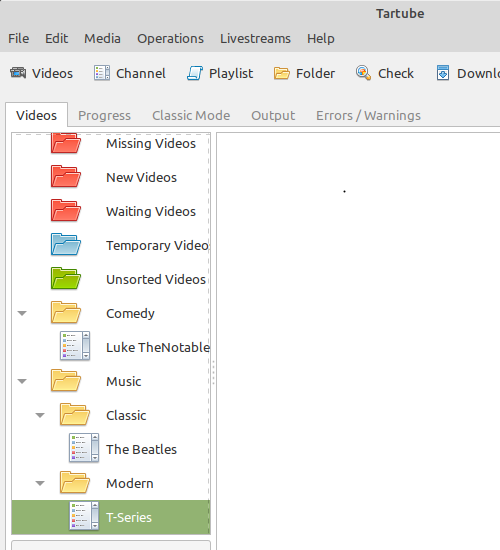 Tartube
File Edit Media Operations Livestreams Help
Videos Channel Playlist Folder Check Downlo
Videos Progress Classic Mode Output Errors / Warnings
Missing Videos
New Videos
Waiting Videos
Temporary Video
Unsorted Videos
Comedy
Luke TheNotable
Music
Classic
The Beatles
Modern
T-Series